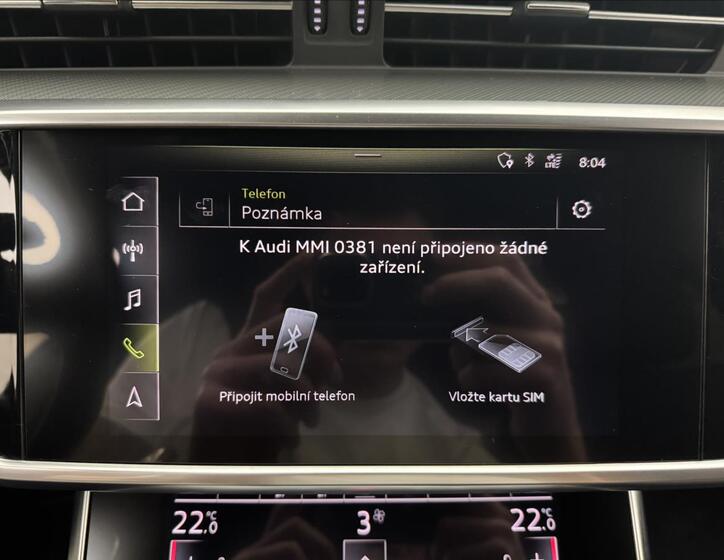 LTE 8:04
Telefon
Poznámka
K Audi MMI 0381 není připojeno žádné
zařízení.
Připojit mobilní telefon
Vložte kartu SIM
22.0 °C 3 22.0 °C